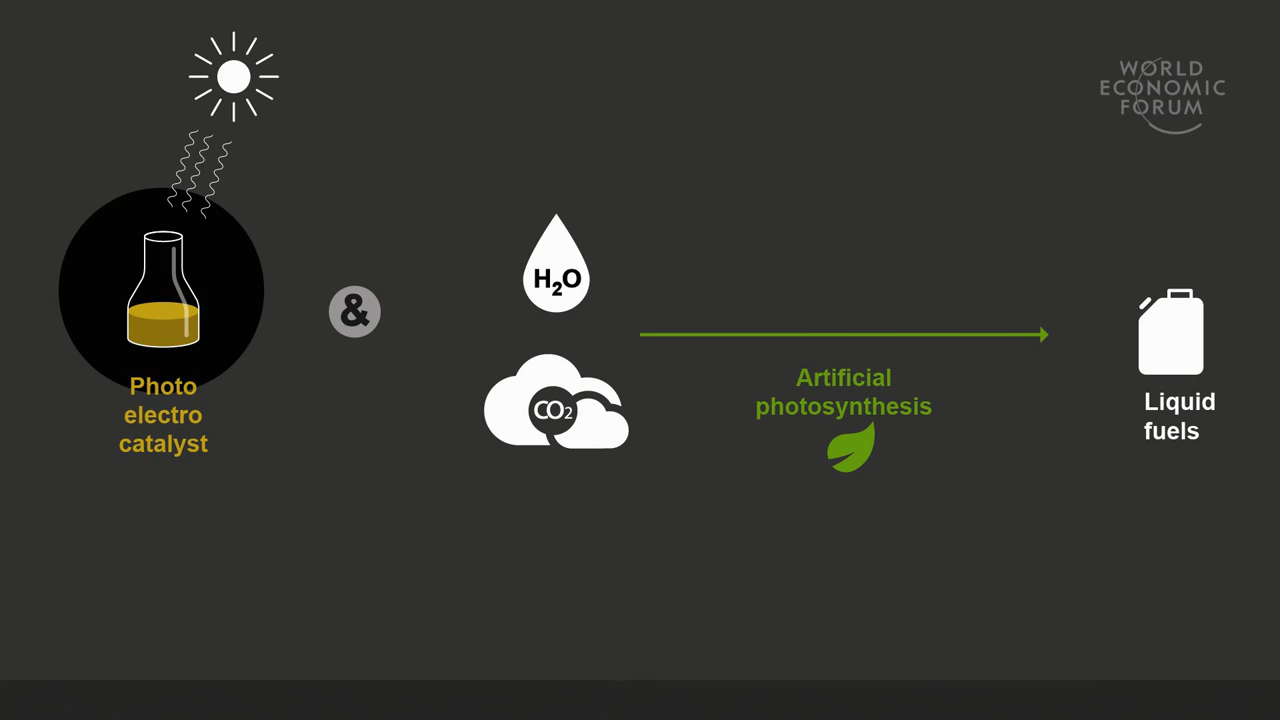 WORLD
ECONOMIC
FORUM
Photo
electro
catalyst
&
H₂O
CO₂
Artificial
photosynthesis
Liquid
fuels